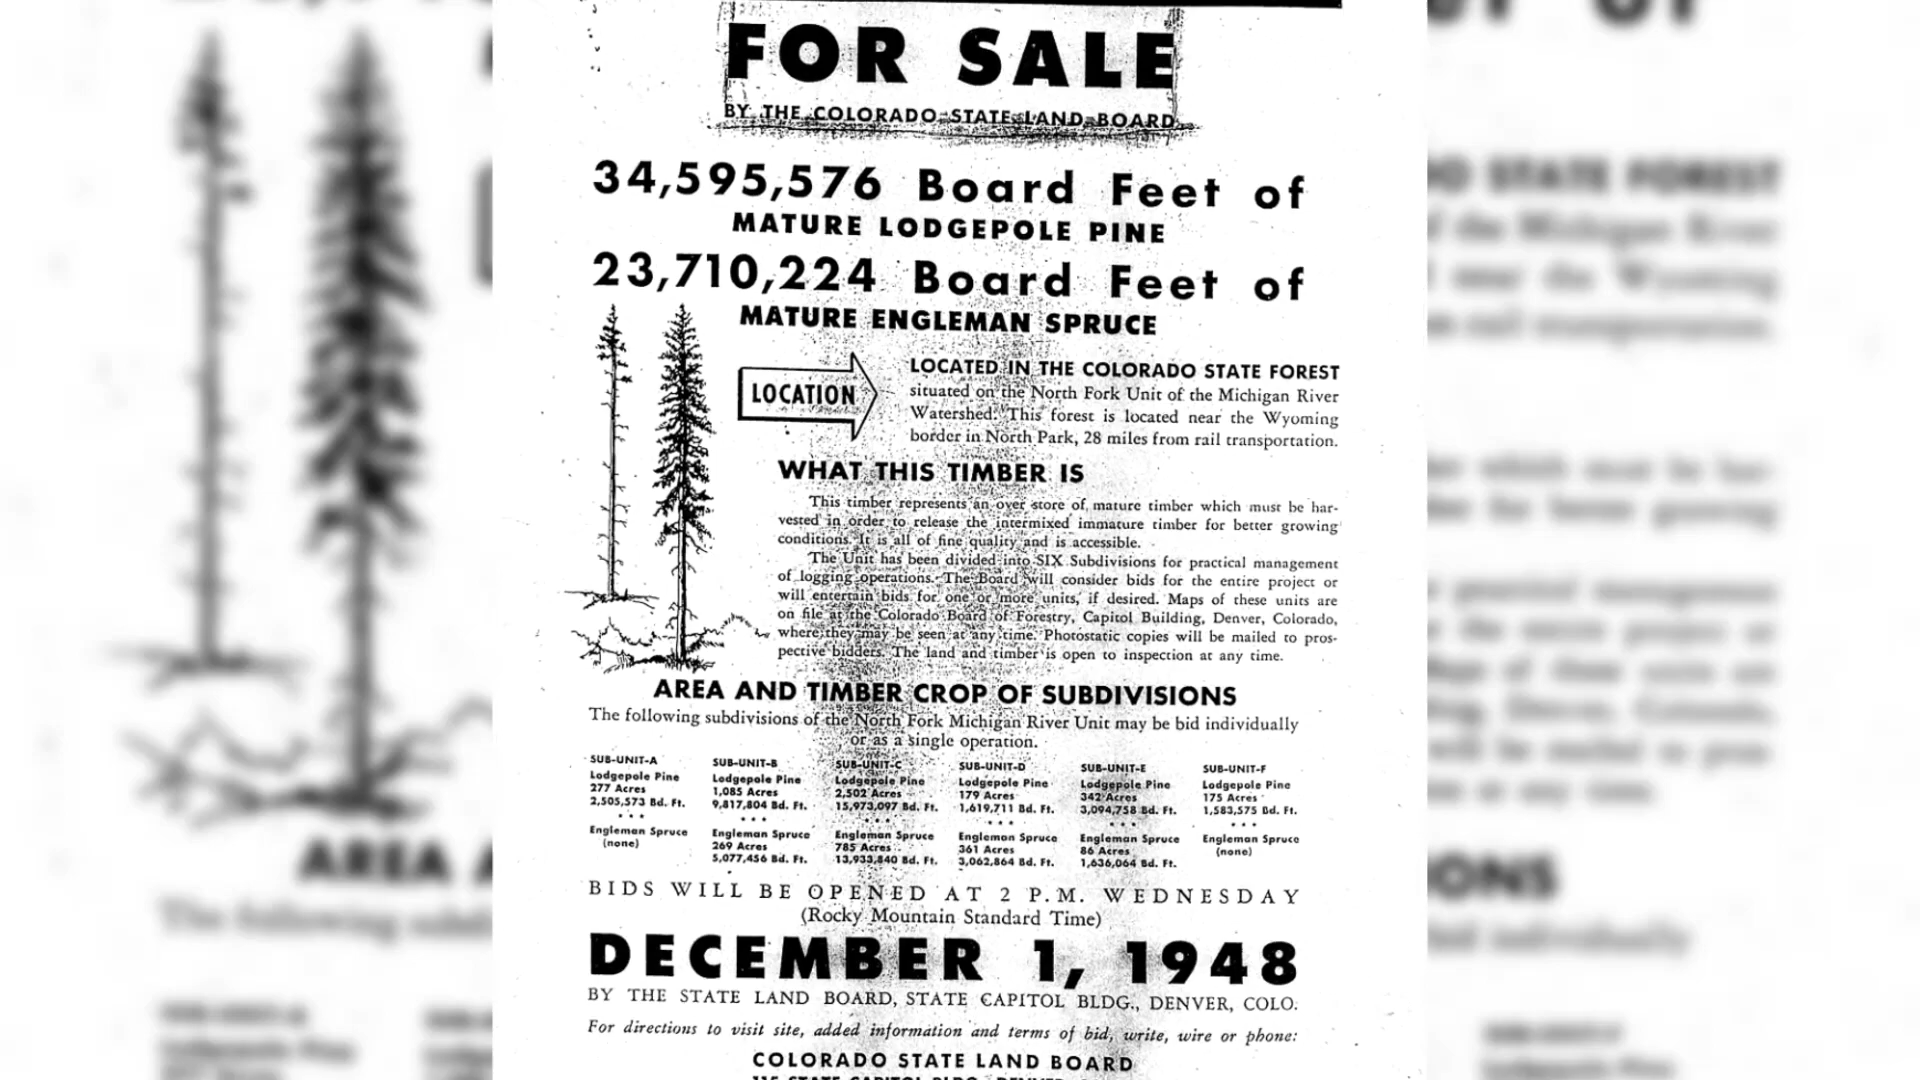 FOR SALE
BY THE COLORADO STATE LAND BOARD
34,595,576 Board Feet of
MATURE LODGEPOLE PINE
23,710,224 Board Feet of
MATURE ENGLEMAN SPRUCE
LOCATION
LOCATED IN THE COLORADO STATE FOREST
situated on the North Fork Unit of the Michigan River
Watershed. This forest is located near the Wyoming
border in North Park, 28 miles from rail transportation.
WHAT THIS TIMBER IS
This timber represents an over store of mature timber which must be har-
vested in order to release the intermixed immature timber for better growing
conditions. It is all of fine quality and is accessible.
The Unit has been divided into SIX Subdivisions for practical management
of logging operations. The Board will consider bids for the entire project or
will entertain bids for one or more units, if desired. Maps of these units are
on file at the Colorado Board of Forestry, Capitol Building, Denver, Colorado,
where they may be seen at any time. Photostatic copies will be mailed to pros-
pective bidders. The land and timber is open to inspection at any time.
AREA AND TIMBER CROP OF SUBDIVISIONS
The following subdivisions of the North Fork Michigan River Unit may be bid individually
or as a single operation.
SUB-UNIT-A
Lodgepole Pine
277 Acres
2,505,573 Bd. Ft.
* * *
Engleman Spruce
(none)
SUB-UNIT-B
Lodgepole Pine
1,085 Acres
9,817,804 Bd. Ft.
* * *
Engleman Spruce
269 Acres
5,077,456 Bd. Ft.
SUB-UNIT-C
Lodgepole Pine
2,502 Acres
15,973,097 Bd. Ft.
* * *
Engleman Spruce
785 Acres
13,933,840 Bd. Ft.
SUB-UNIT-D
Lodgepole Pine
179 Acres
1,619,711 Bd. Ft.
* * *
Engleman Spruce
361 Acres
3,062,864 Bd. Ft.
SUB-UNIT-E
Lodgepole Pine
342 Acres
3,094,758 Bd. Ft.
* * *
Engleman Spruce
86 Acres
1,636,064 Bd. Ft.
SUB-UNIT-F
Lodgepole Pine
175 Acres
1,583,575 Bd. Ft.
* * *
Engleman Spruce
(none)
BIDS WILL BE OPENED AT 2 P.M. WEDNESDAY
(Rocky Mountain Standard Time)
DECEMBER 1, 1948
BY THE STATE LAND BOARD, STATE CAPITOL BLDG., DENVER, COLO.
For directions to visit site, added information and terms of bid, write, wire or phone:
COLORADO STATE LAND BOARD